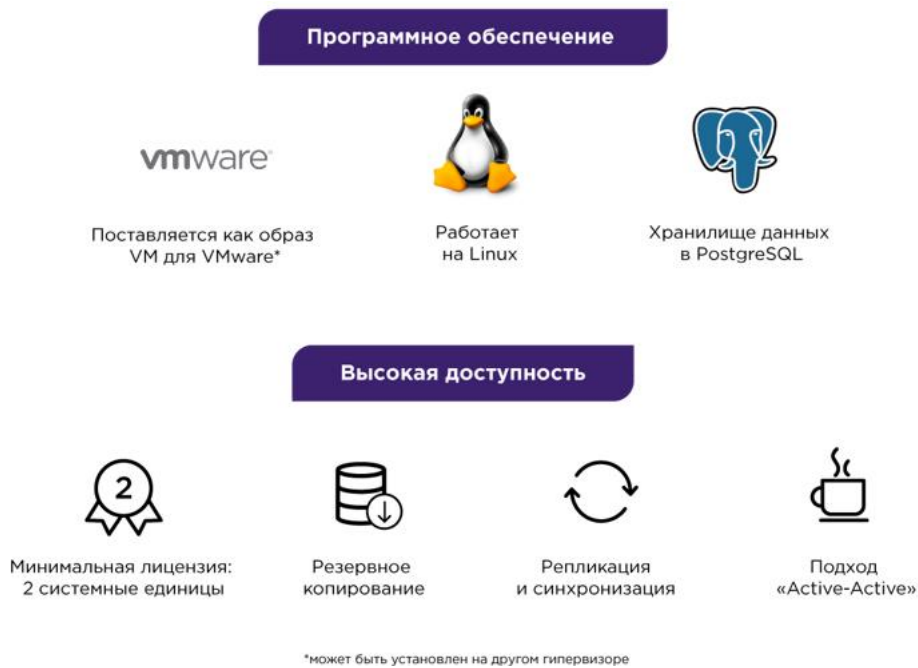 Программное обеспечение
vmware
Поставляется как образ
VM для VMware*
Работает
на Linux
Хранилище данных
в PostgreSQL
Высокая доступность
2
Минимальная лицензия:
2 системные единицы
Резервное
копирование
Репликация
и синхронизация
Подход
«Active-Active»
*может быть установлен на другом гипервизоре